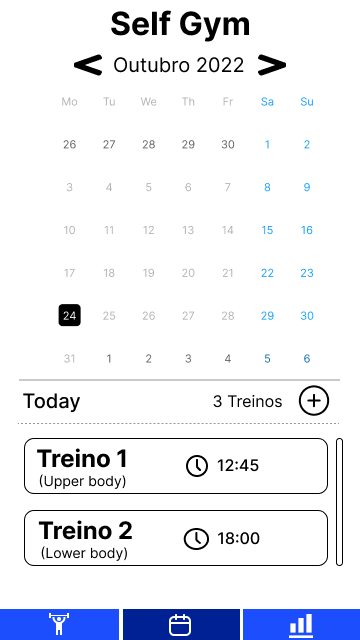 Self Gym
Outubro 2022
Mo Tu We Th Fr Sa Su
26 27 28 29 30 1 2
3 4 5 6 7 8 9
10 11 12 13 14 15 16
17 18 19 20 21 22 23
24 25 26 27 28 29 30
31 1 2 3 4 5 6
Today 3 Treinos
Treino 1 12:45
(Upper body)
Treino 2 18:00
(Lower body)